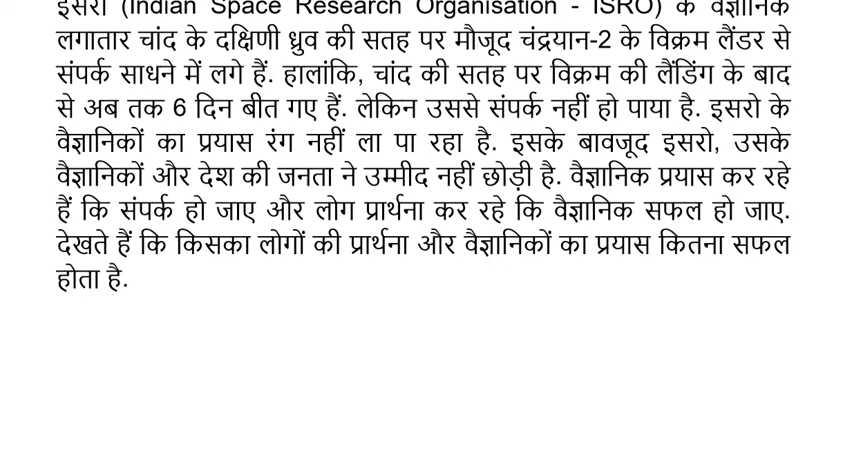 इसरो (Indian Space Research Organisation - ISRO) के वैज्ञानिक
लगातार चांद के दक्षिणी ध्रुव की सतह पर मौजूद चंद्रयान-2 के विक्रम लैंडर से
संपर्क साधने में लगे हैं. हालांकि, चांद की सतह पर विक्रम की लैंडिंग के बाद
से अब तक 6 दिन बीत गए हैं. लेकिन उससे संपर्क नहीं हो पाया है. इसरो के
वैज्ञानिकों का प्रयास रंग नहीं ला पा रहा है. इसके बावजूद इसरो, उसके
वैज्ञानिकों और देश की जनता ने उम्मीद नहीं छोड़ी है. वैज्ञानिक प्रयास कर रहे
हैं कि संपर्क हो जाए और लोग प्रार्थना कर रहे कि वैज्ञानिक सफल हो जाए.
देखते हैं कि किसका लोगों की प्रार्थना और वैज्ञानिकों का प्रयास कितना सफल
होता है.